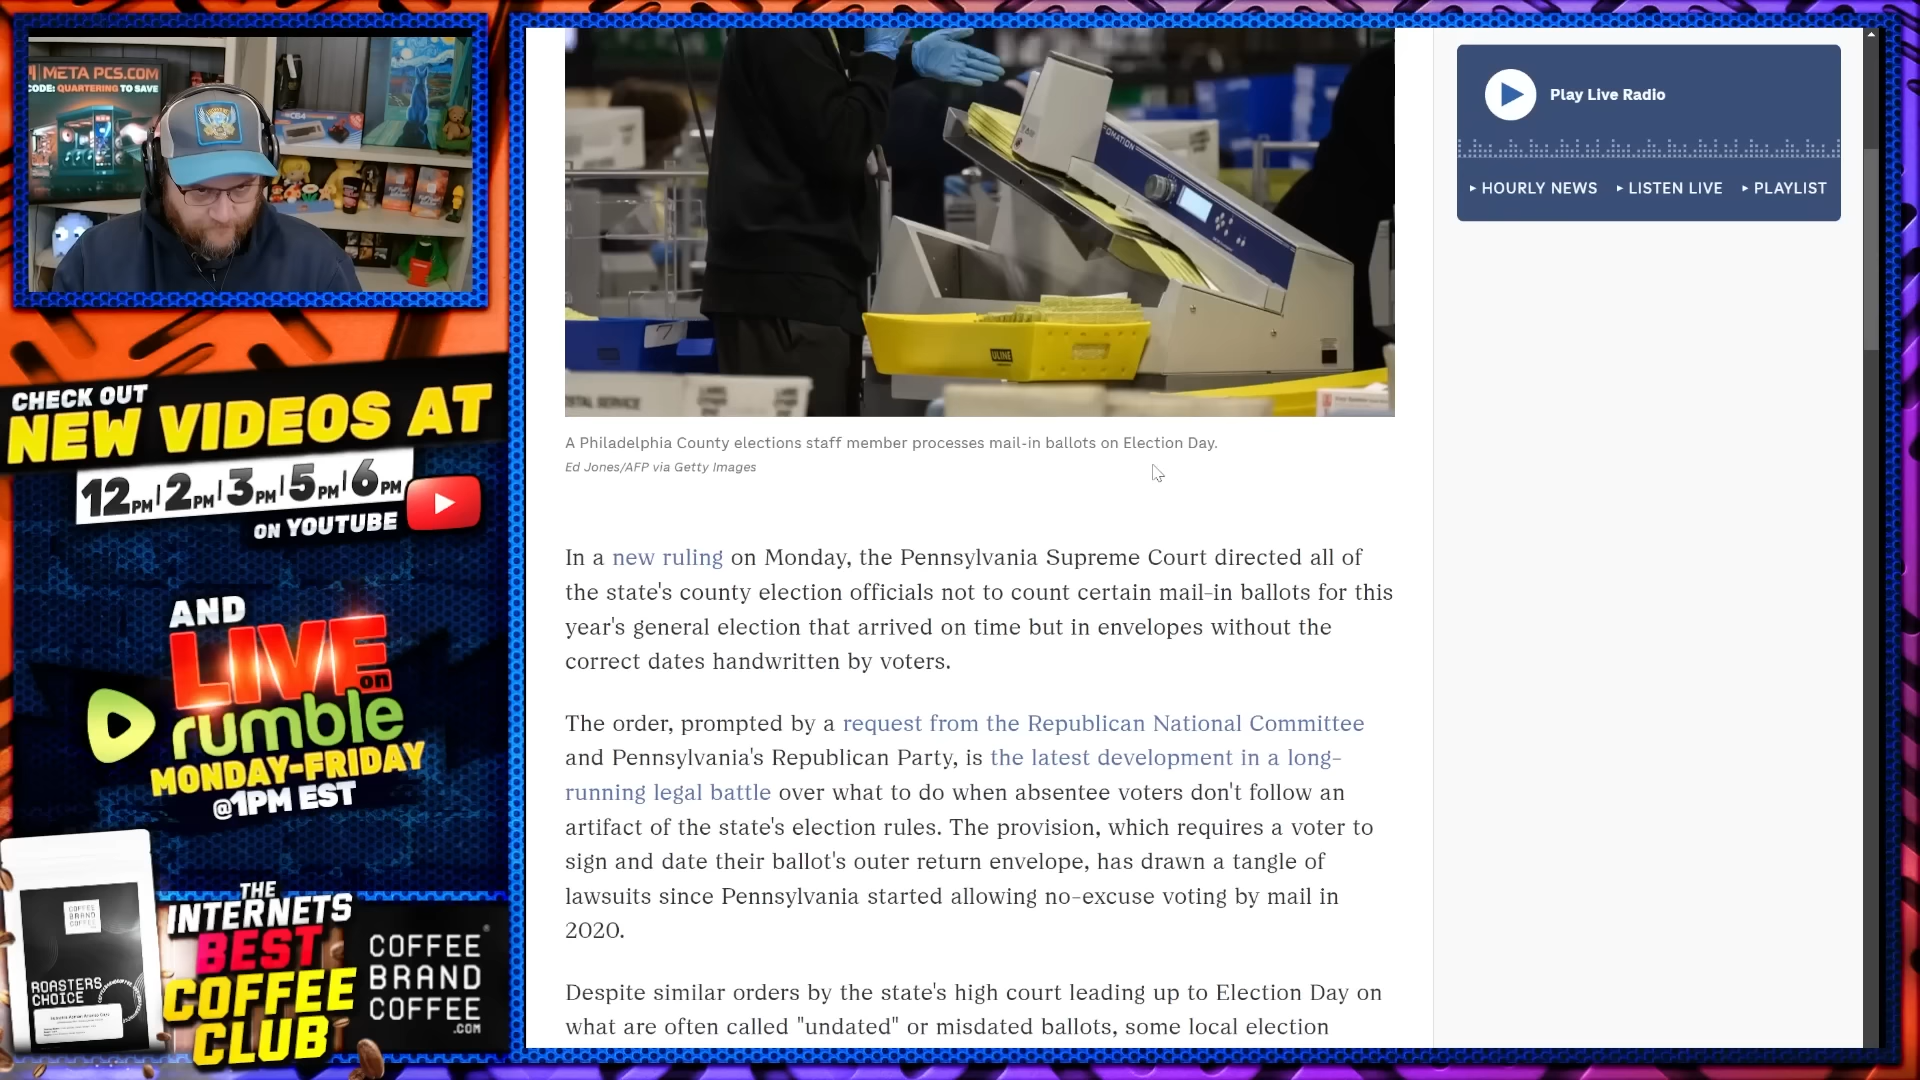 META PCS.COM
CODE: QUARTERING TO SAVE
C64
CHECK OUT
NEW VIDEOS AT
12PM | 2PM | 3PM | 5PM | 6PM
ON YOUTUBE
AND
LIVE on
rumble
MONDAY-FRIDAY
@1PM EST
THE
INTERNETS
BEST
COFFEE
CLUB
COFFEE
BRAND
COFFEE
ROASTERS
CHOICE
COFFEE
BRAND
COFFEE
.COM
OMATION
7
ULINE
TAL SERVICE
A Philadelphia County elections staff member processes mail-in ballots on Election Day.
Ed Jones/AFP via Getty Images
In a new ruling on Monday, the Pennsylvania Supreme Court directed all of
the state's county election officials not to count certain mail-in ballots for this
year's general election that arrived on time but in envelopes without the
correct dates handwritten by voters.
The order, prompted by a request from the Republican National Committee
and Pennsylvania's Republican Party, is the latest development in a long-
running legal battle over what to do when absentee voters don't follow an
artifact of the state's election rules. The provision, which requires a voter to
sign and date their ballot's outer return envelope, has drawn a tangle of
lawsuits since Pennsylvania started allowing no-excuse voting by mail in
2020.
Despite similar orders by the state's high court leading up to Election Day on
what are often called "undated" or misdated ballots, some local election
Play Live Radio
HOURLY NEWS
LISTEN LIVE
PLAYLIST